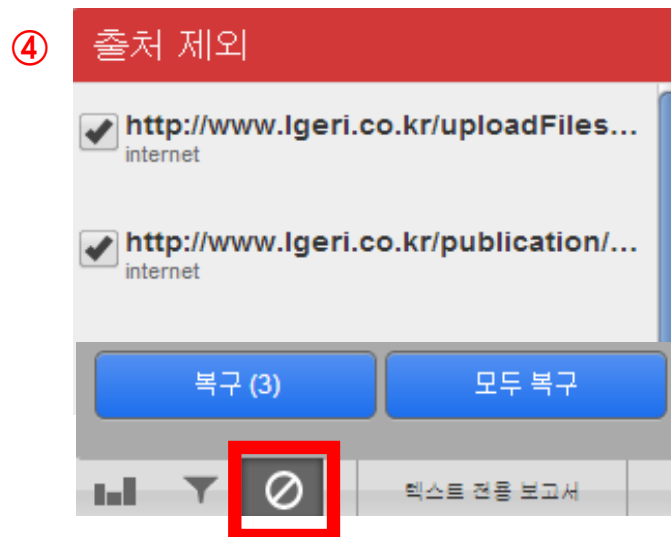 ④ 출처 제외
http://www.lgeri.co.kr/uploadFiles...
internet
http://www.lgeri.co.kr/publication/...
internet
복구 (3) 모두 복구
텍스트 전용 보고서